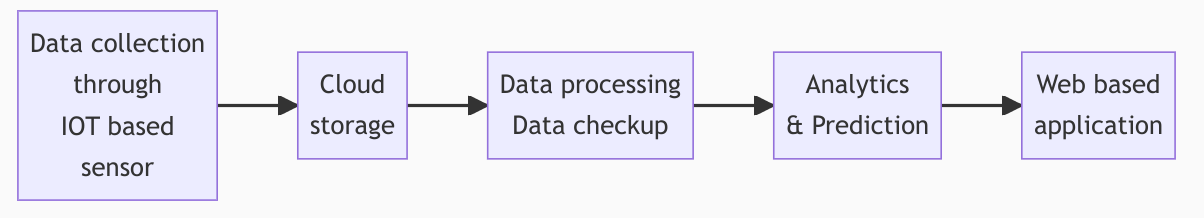 Data collection
through
IOT based
sensor
Cloud
storage
Data processing
Data checkup
Analytics
& Prediction
Web based
application